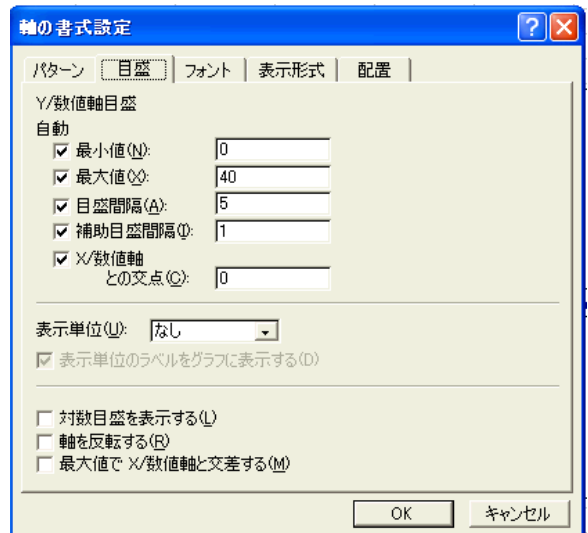 軸の書式設定
パターン 目盛 フォント 表示形式 配置
Y/数値軸目盛
自動
最小値(N): 0
最大値(X): 40
目盛間隔(A): 5
補助目盛間隔(I): 1
X/数値軸
との交点(C): 0
表示単位(U): なし
表示単位のラベルをグラフに表示する(D)
対数目盛を表示する(L)
軸を反転する(R)
最大値で X/数値軸と交差する(M)
OK キャンセル